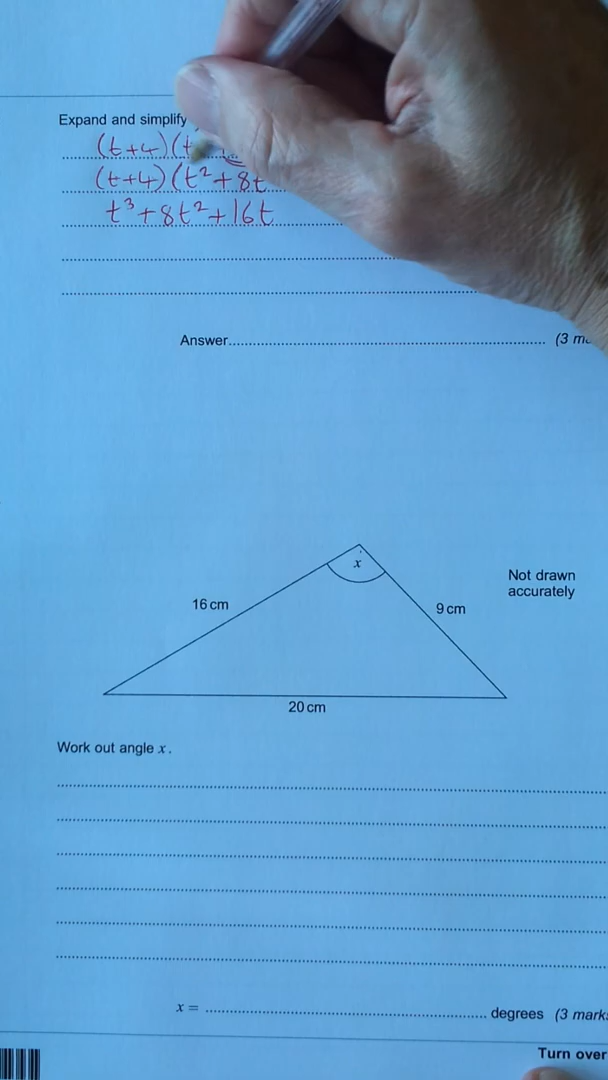 Expand and simplify
(t+4)(t
(t+4)(t²+8t
t³+8t²+16t
Answer (3
x
16 cm
9 cm
Not drawn
accurately
20 cm
Work out angle x.
x = degrees (3 marks
Turn over